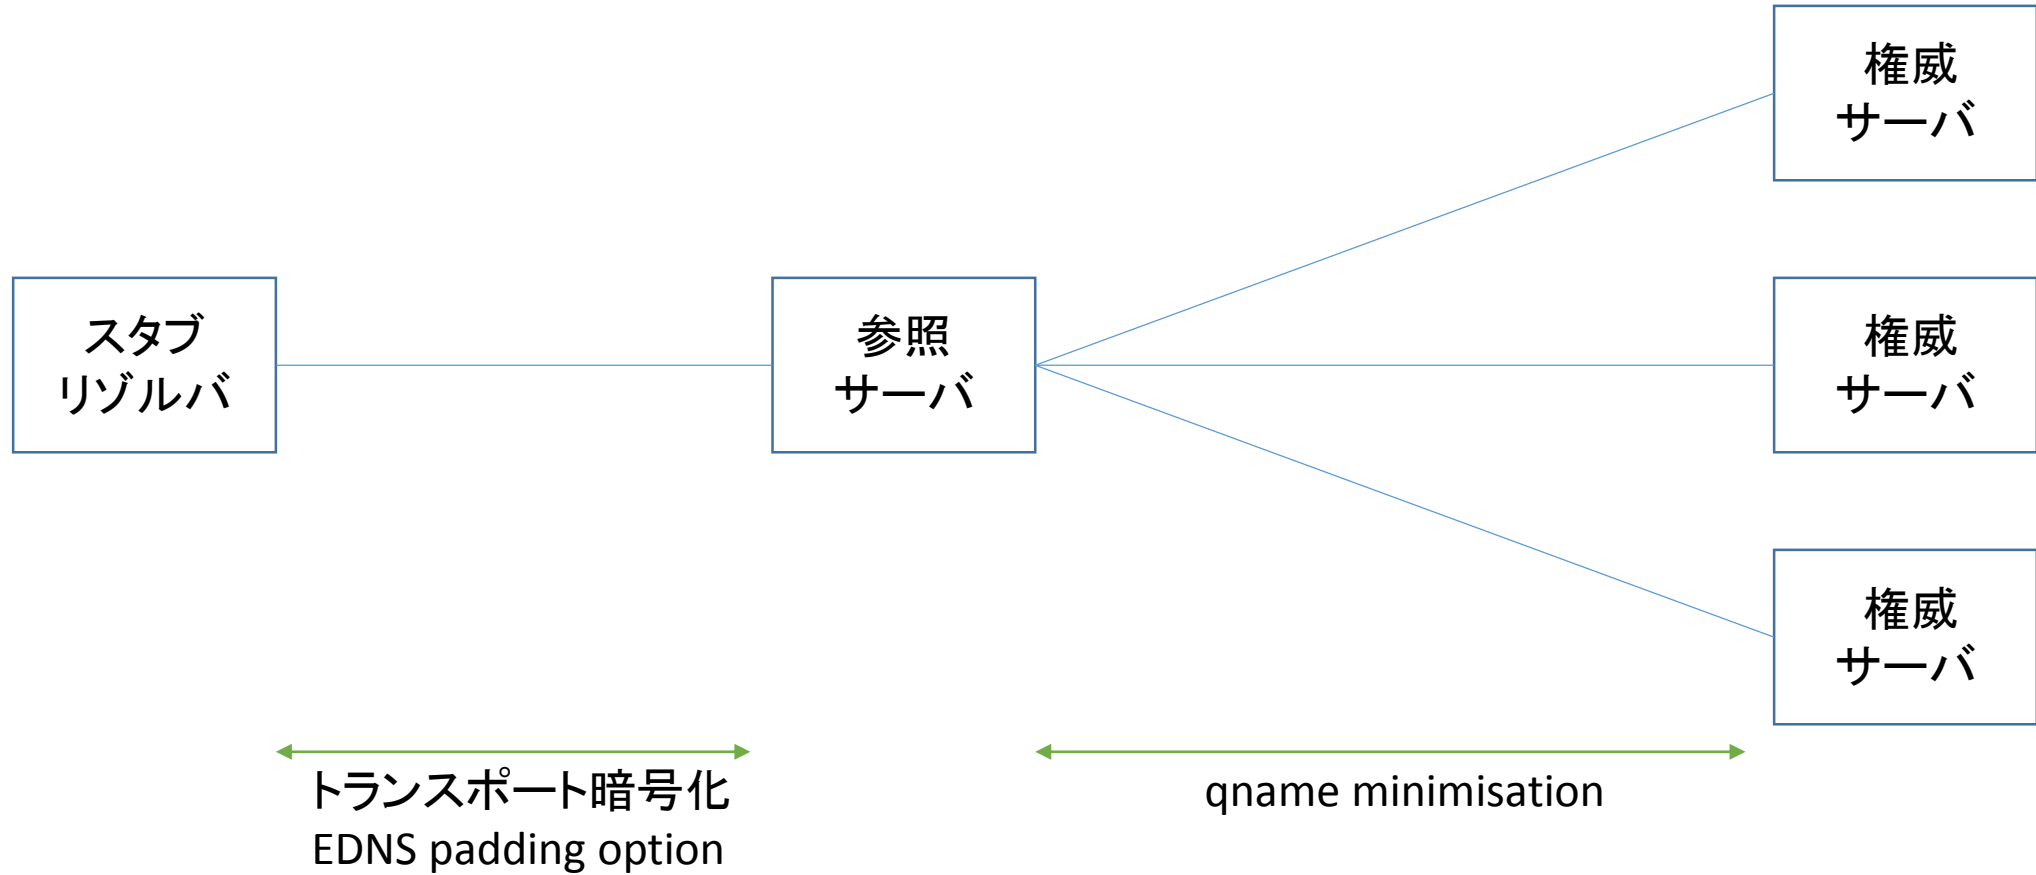 権威
サーバ
スタブ
リゾルバ
参照
サーバ
権威
サーバ
権威
サーバ
トランスポート暗号化
EDNS padding option
qname minimisation